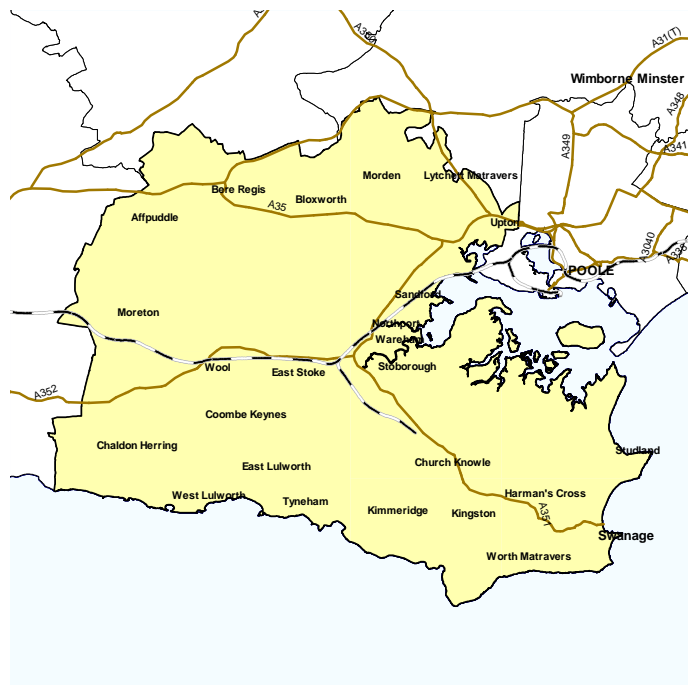 A31(T)
Wimborne Minster
A348
A349
A341
Morden
Lytchett Matravers
Bere Regis
Bloxworth
A35
Affpuddle
Upton
A3040
A338
POOLE
Sandford
Moreton
Northport
Wareham
Wool
East Stoke
Stoborough
A352
Coombe Keynes
Chaldon Herring
Studland
East Lulworth
Church Knowle
West Lulworth
Tyneham
Harman's Cross
Kimmeridge
Kingston
A351
Swanage
Worth Matravers